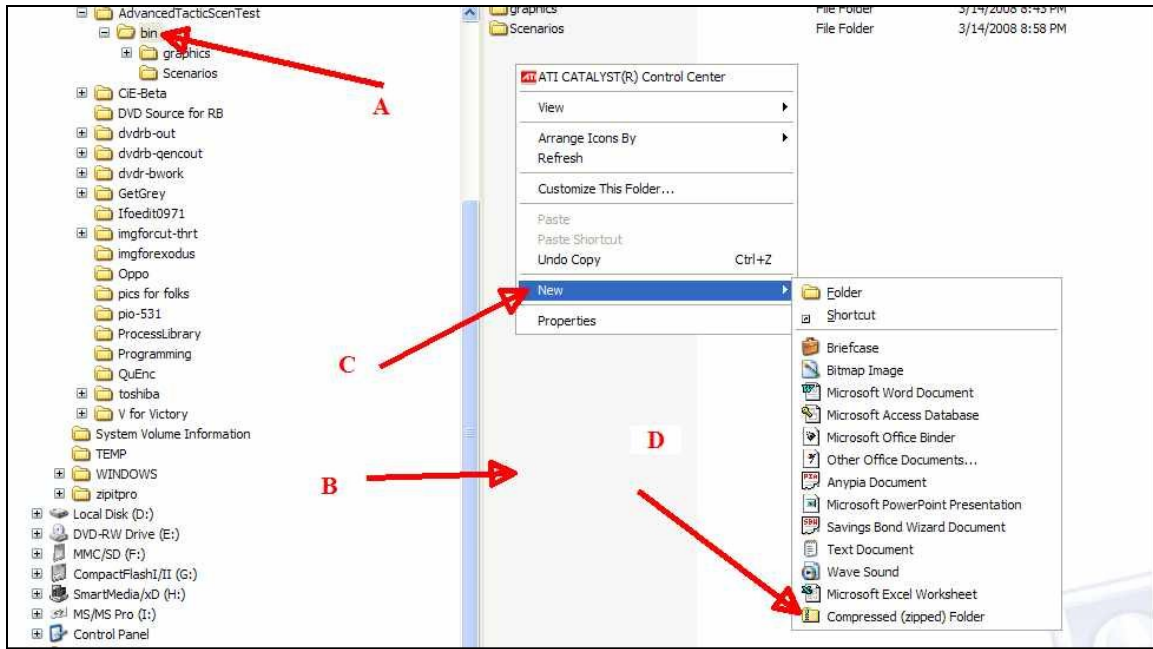 AdvancedTacticScenTest
bin
graphics
Scenarios
CiE-Beta
DVD Source for RB
dvdrb-out
dvdrb-qencout
dvdr-bwork
GetGrey
Ifoedit0971
imgforcut-thrt
imgforexodus
Oppo
pics for folks
pio-531
ProcessLibrary
Programming
QuEnc
toshiba
V for Victory
System Volume Information
TEMP
WINDOWS
zipitpro
Local Disk (D:)
DVD-RW Drive (E:)
MMC/SD (F:)
CompactFlashI/II (G:)
SmartMedia/xD (H:)
MS/MS Pro (I:)
Control Panel
A
C
B
D
graphics File Folder 3/14/2008 8:43 PM
Scenarios File Folder 3/14/2008 8:58 PM
ATI CATALYST(R) Control Center
View
Arrange Icons By
Refresh
Customize This Folder...
Paste
Paste Shortcut
Undo Copy Ctrl+Z
New
Properties
Folder
Shortcut
Briefcase
Bitmap Image
Microsoft Word Document
Microsoft Access Database
Microsoft Office Binder
Other Office Documents...
Anypia Document
Microsoft PowerPoint Presentation
Savings Bond Wizard Document
Text Document
Wave Sound
Microsoft Excel Worksheet
Compressed (zipped) Folder